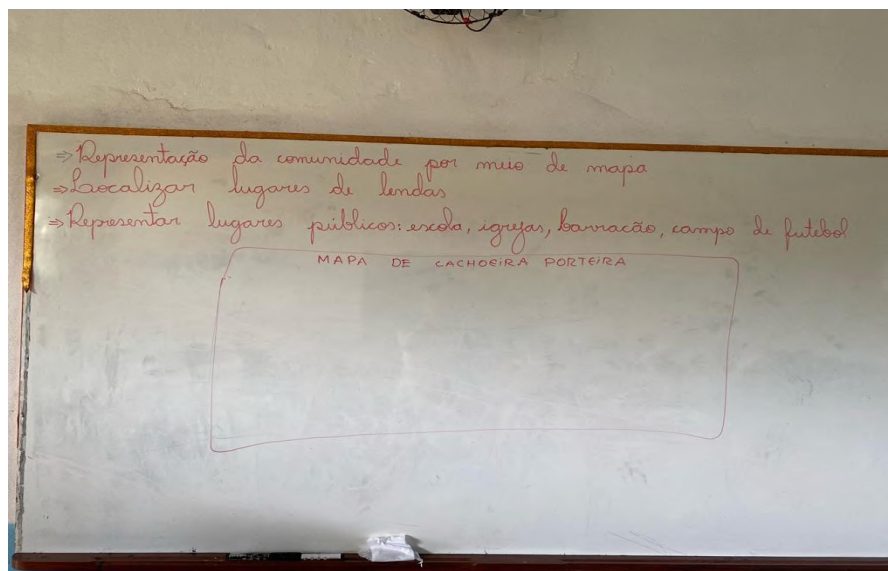 ⇒ Representação da comunidade por meio de mapa
⇒ Localizar lugares de lendas
⇒ Representar lugares públicos: escola, igrejas, barracão, campo de futebol
MAPA DE CACHOEIRA PORTEIRA